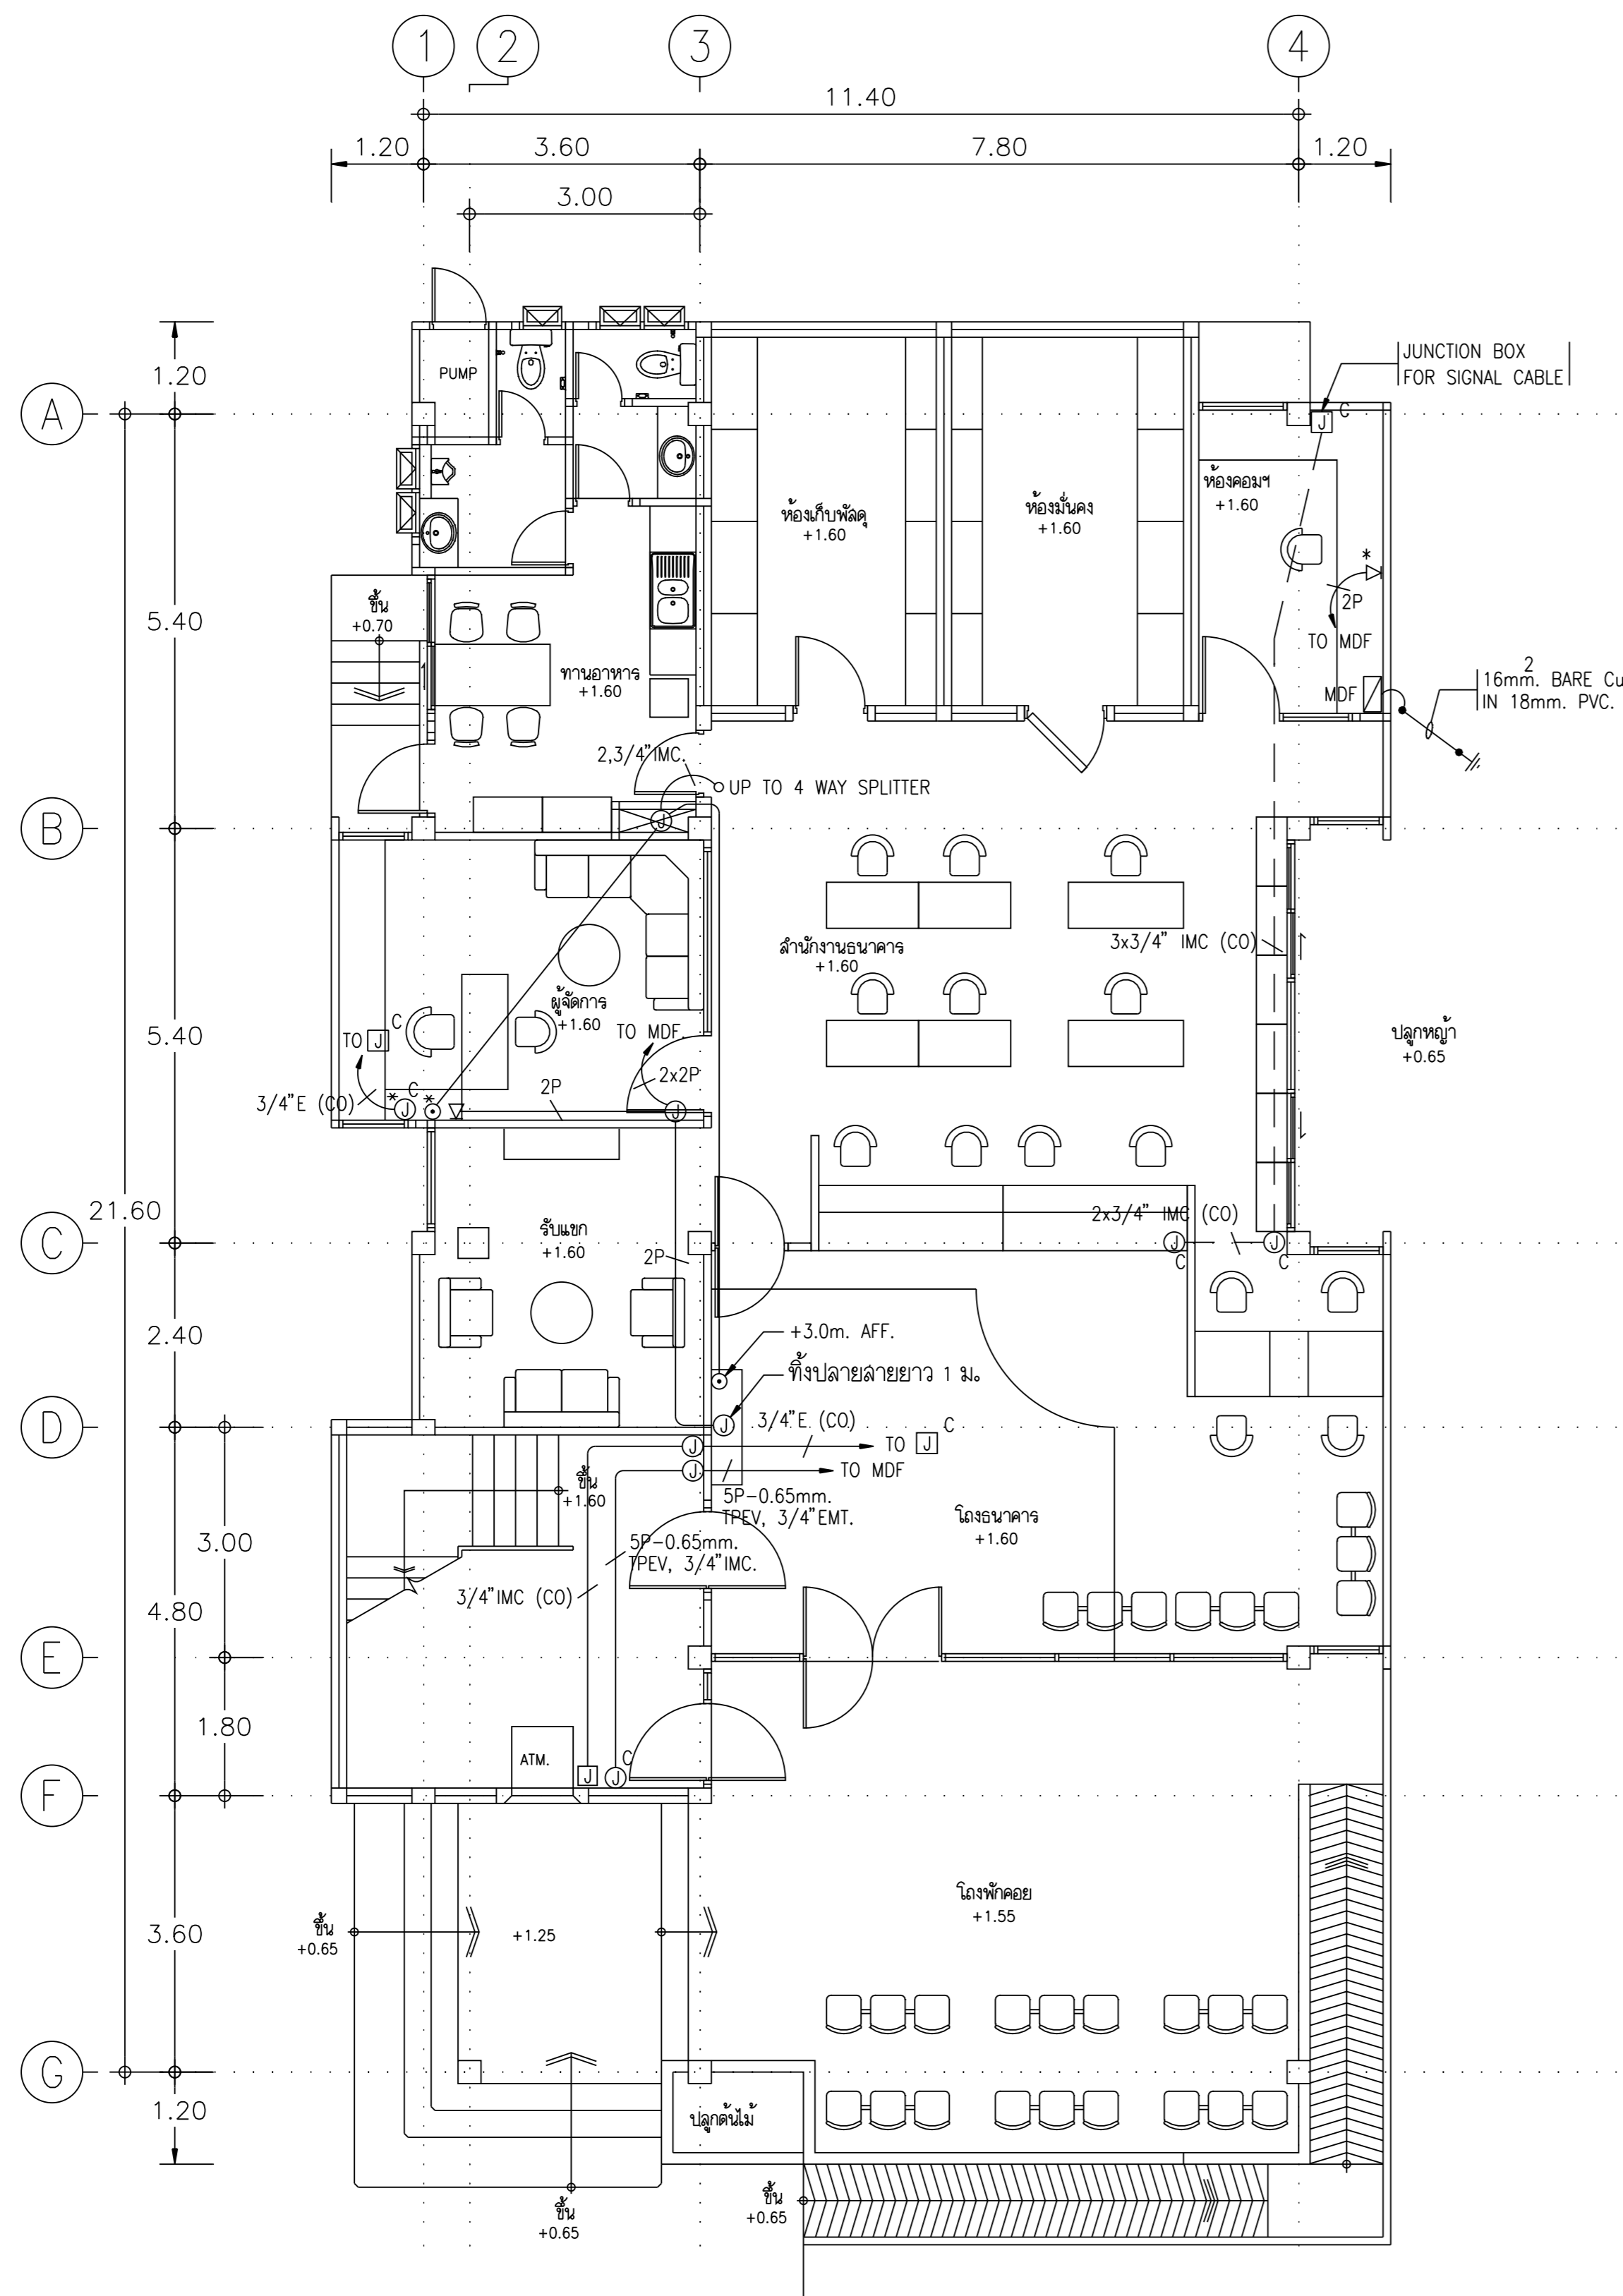 1
2
3
4
11.40
1.20
3.60
7.80
1.20
3.00
1.20
PUMP
JUNCTION BOX
FOR SIGNAL CABLE
A
J
C
ห้องคอมฯ
+1.60
ห้องเก็บพัสดุ
+1.60
ห้องมั่นคง
+1.60
*
2P
TO MDF
ขึ้น
+0.70
5.40
ทานอาหาร
+1.60
MDF
2
16mm. BARE Cu
IN 18mm. PVC.
2,3/4"IMC.
UP TO 4 WAY SPLITTER
J
B
สำนักงานธนาคาร
+1.60
3x3/4" IMC (CO)
ผู้จัดการ
+1.60
5.40
TO J
C
TO MDF.
2x2P
2P
ปลูกหญ้า
+0.65
3/4"E (CO)
*
C
*
J
J
21.60
รับแขก
+1.60
2P
2x3/4" IMC (CO)
C
J
J
C
C
2.40
+3.0m. AFF.
ทิ้งปลายสายยาว 1 ม.
D
J
3/4"E. (CO)
J
TO J
C
J
TO MDF
ขึ้น
+1.60
5P-0.65mm.
TPEV, 3/4"EMT.
โถงธนาคาร
+1.60
3.00
5P-0.65mm.
TPEV, 3/4"IMC.
3/4"IMC (CO)
4.80
E
1.80
ATM.
J
J
C
F
โถงพักคอย
+1.55
3.60
ขึ้น
+0.65
+1.25
G
1.20
ปลูกต้นไม้
ขึ้น
+0.65
ขึ้น
+0.65